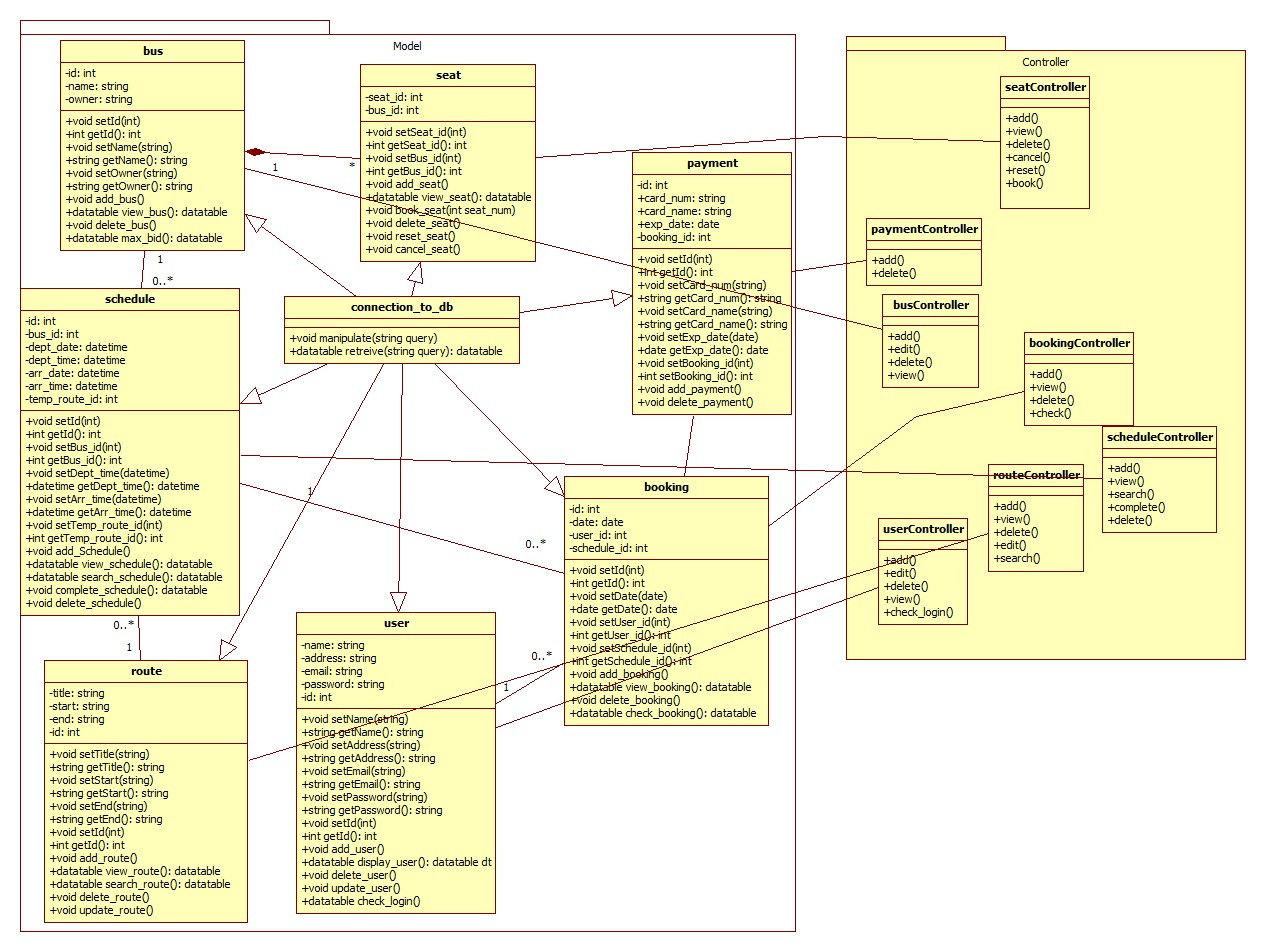 Model
bus
-id: int
-name: string
-owner: string
+void setId(int)
+int getId(): int
+void setName(string)
+string getName(): string
+void setOwner(string)
+string getOwner(): string
+void add_bus()
+datatable view_bus(): datatable
+void delete_bus()
+datatable max_bid(): datatable
seat
-seat_id: int
-bus_id: int
+void setSeat_id(int)
+int getSeat_id(): int
+void setBus_id(int)
+int getBus_id(): int
+void add_seat()
+datatable view_seat(): datatable
+void book_seat(int seat_num)
+void delete_seat()
+void reset_seat()
+void cancel_seat()
*
1
payment
-id: int
+card_num: string
+card_name: string
+exp_date: date
-booking_id: int
+void setId(int)
+int getId(): int
+void setCard_num(string)
+string getCard_num(): string
+void setCard_name(string)
+string getCard_name(): string
+void setExp_date(date)
+date getExp_date(): date
+void setBooking_id(int)
+int setBooking_id(): int
+void add_payment()
+void delete_payment()
1
0..*
connection_to_db
+void manipulate(string query)
+datatable retreive(string query): datatable
schedule
-id: int
-bus_id: int
-dept_date: datetime
-dept_time: datetime
-arr_date: datetime
-arr_time: datetime
-temp_route_id: int
+void setId(int)
+int getId(): int
+void setBus_id(int)
+int getBus_id(): int
+void setDept_time(datetime)
+datetime getDept_time(): datetime
+void setArr_time(datetime)
+datetime getArr_time(): datetime
+void setTemp_route_id(int)
+int getTemp_route_id(): int
+void add_Schedule()
+datatable view_schedule(): datatable
+datatable search_schedule(): datatable
+void complete_schedule(): datatable
+void delete_schedule()
1
0..*
booking
-id: int
-date: date
-user_id: int
-schedule_id: int
+void setId(int)
+int getId(): int
+void setDate(date)
+date getDate(): date
+void setUser_id(int)
+int getUser_id(): int
+void setSchedule_id(int)
+int getSchedule_id(): int
+void add_booking()
+datatable view_booking(): datatable
+void delete_booking()
+datatable check_booking(): datatable
0..*
1
0..*
1
route
-title: string
-start: string
-end: string
-id: int
+void setTitle(string)
+string getTitle(): string
+void setStart(string)
+string getStart(): string
+void setEnd(string)
+string getEnd(): string
+void setId(int)
+int getId(): int
+void add_route()
+datatable view_route(): datatable
+datatable search_route(): datatable
+void delete_route()
+void update_route()
user
-name: string
-address: string
-email: string
-password: string
-id: int
+void setName(string)
+string getName(): string
+void setAddress(string)
+string getAddress(): string
+void setEmail(string)
+string getEmail(): string
+void setPassword(string)
+string getPassword(): string
+void setId(int)
+int getId(): int
+void add_user()
+datatable display_user(): datatable dt
+void delete_user()
+void update_user()
+datatable check_login()
Controller
seatController
+add()
+view()
+delete()
+cancel()
+reset()
+book()
paymentController
+add()
+delete()
busController
+add()
+edit()
+delete()
+view()
bookingController
+add()
+view()
+delete()
+check()
scheduleController
+add()
+view()
+search()
+complete()
+delete()
routeController
+add()
+view()
+delete()
+edit()
+search()
userController
+add()
+edit()
+delete()
+view()
+check_login()